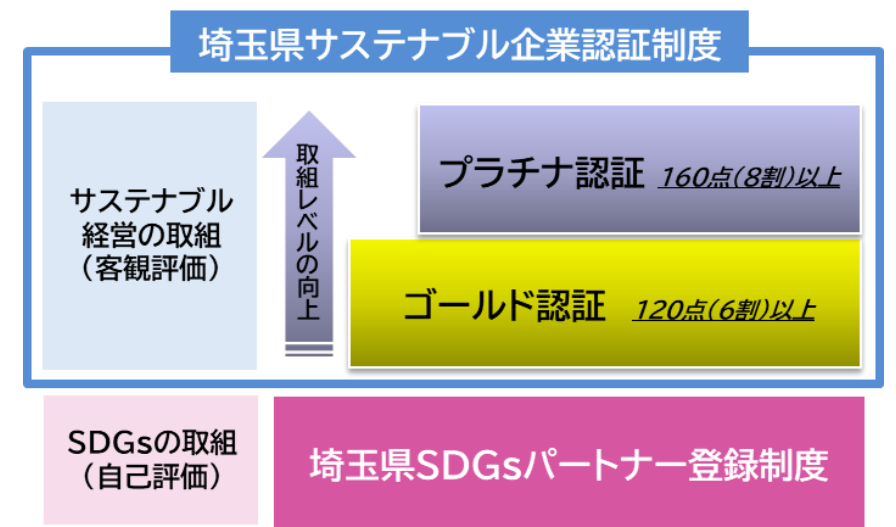 埼玉県サステナブル企業認証制度
サステナブル
経営の取組
（客観評価）
取組レベルの向上
プラチナ認証 160点(8割)以上
ゴールド認証 120点(6割)以上
SDGsの取組
（自己評価）
埼玉県SDGsパートナー登録制度